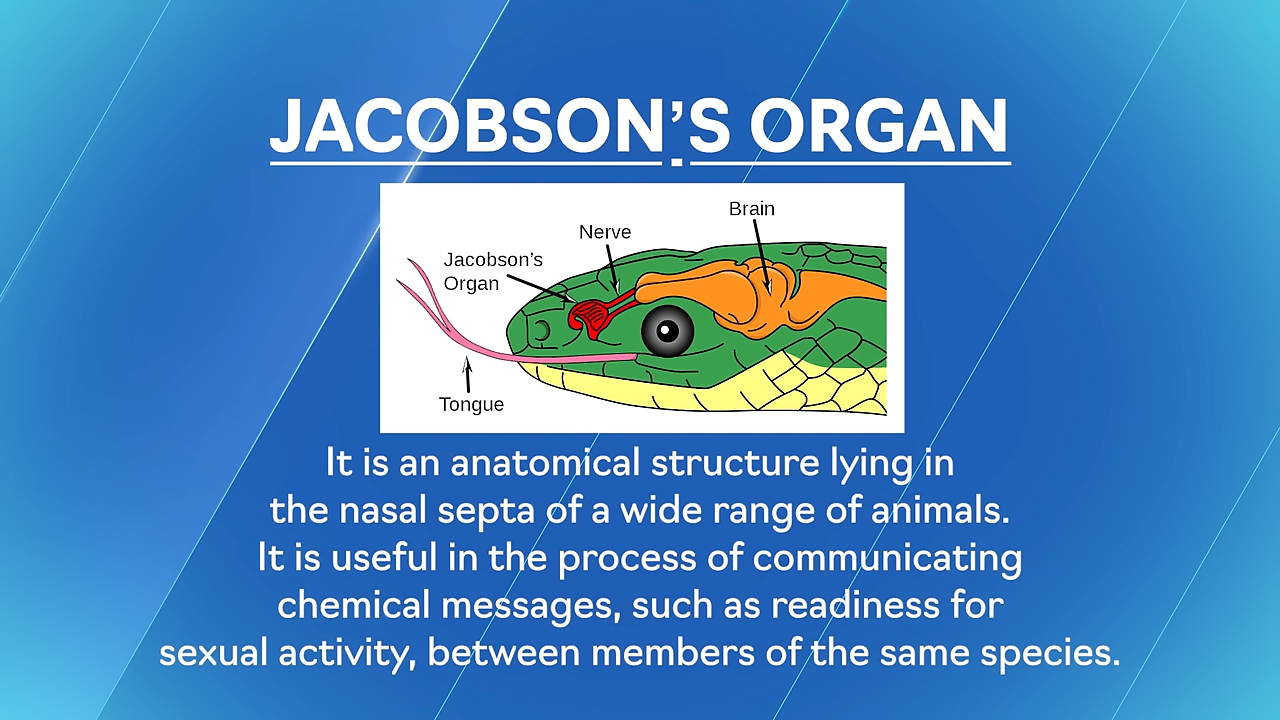 JACOBSON’S ORGAN
Brain
Nerve
Jacobson’s
Organ
Tongue
It is an anatomical structure lying in
the nasal septa of a wide range of animals.
It is useful in the process of communicating
chemical messages, such as readiness for
sexual activity, between members of the same species.